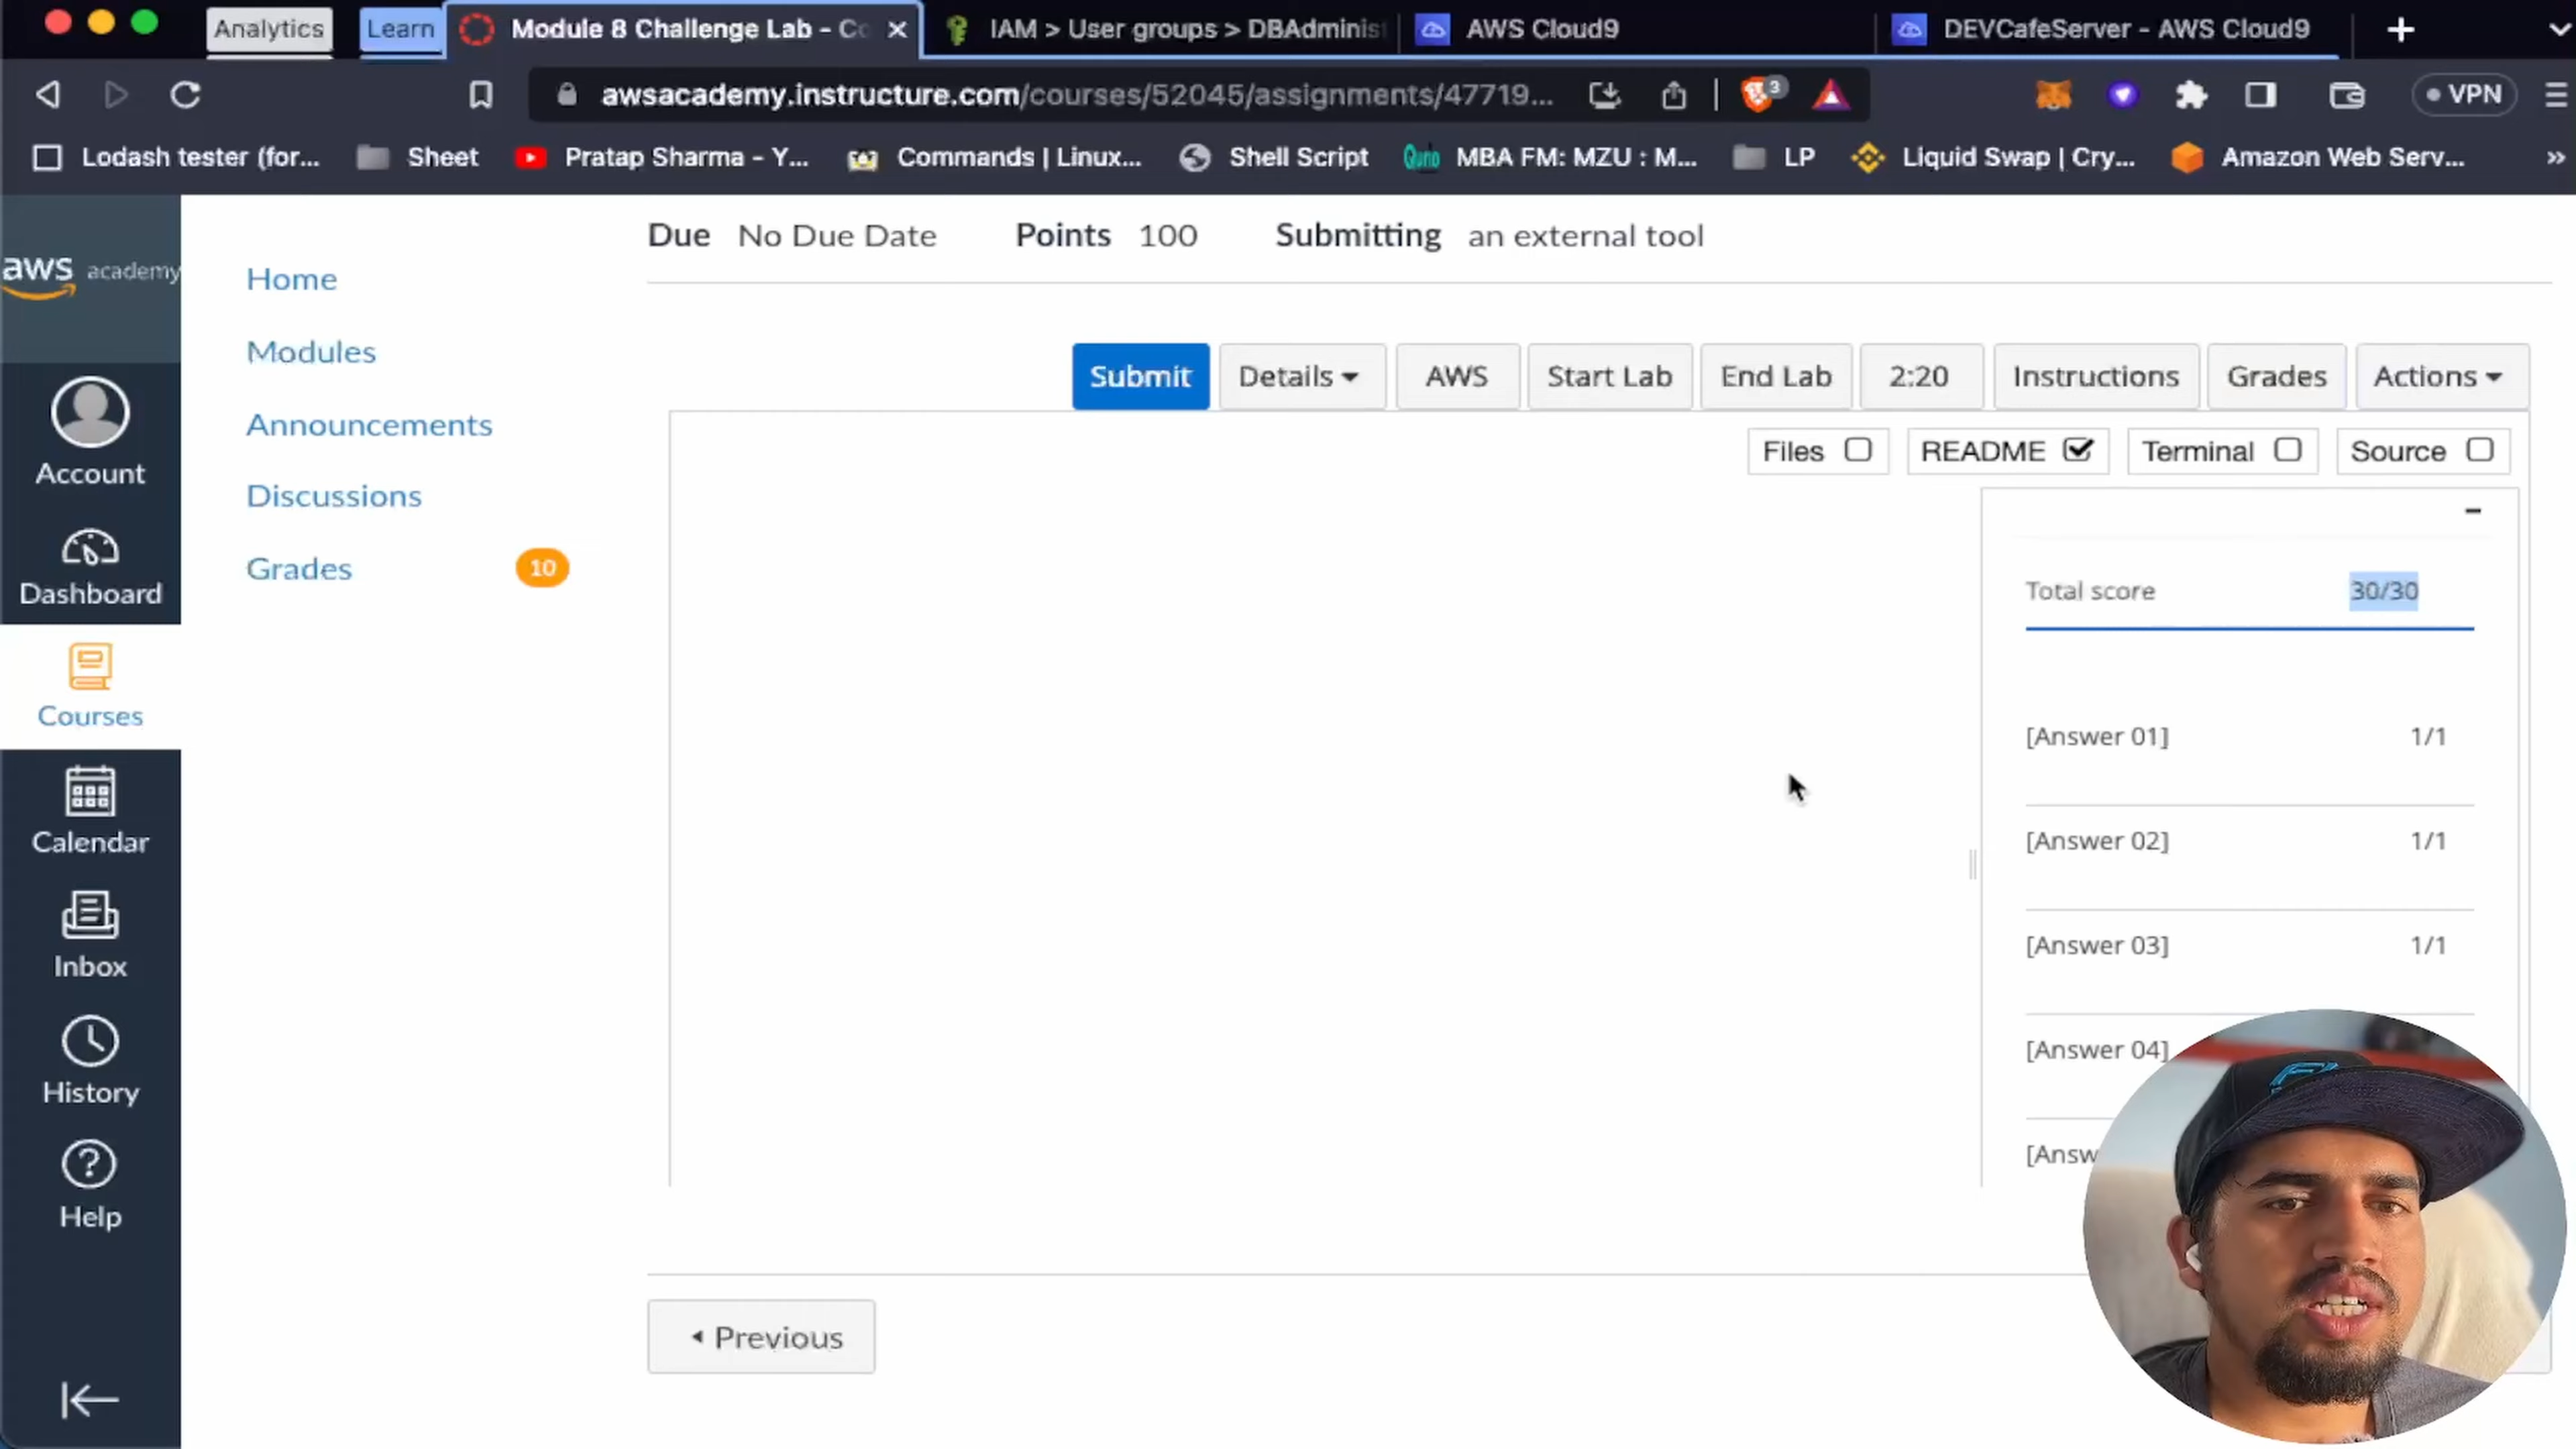 Analytics Learn Module 8 Challenge Lab - Co IAM > User groups > DBAdminist AWS Cloud9 DEVCafeServer - AWS Cloud9
awsacademy.instructure.com/courses/52045/assignments/47719... 3 VPN
Lodash tester (for... Sheet Pratap Sharma - Y... Commands | Linux... Shell Script MBA FM: MZU : M... LP Liquid Swap | Cry... Amazon Web Serv... »
aws academy
Account
Dashboard
Courses
Calendar
Inbox
History
Help
Home
Modules
Announcements
Discussions
Grades 10
Due No Due Date Points 100 Submitting an external tool
Submit Details AWS Start Lab End Lab 2:20 Instructions Grades Actions
Files README Terminal Source
Total score 30/30
[Answer 01] 1/1
[Answer 02] 1/1
[Answer 03] 1/1
[Answer 04]
[Answ
Previous